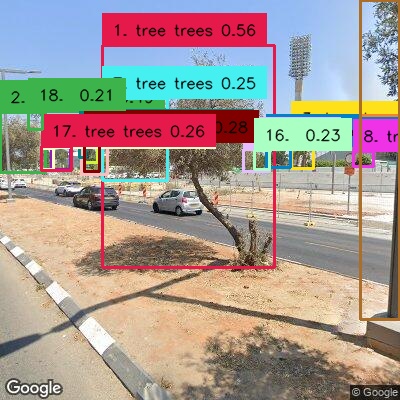 1. tree trees 0.56
tree trees 0.25
2.
18. 0.21
17. tree trees 0.26
0.28
16. 0.23
8. tr
Google
Google